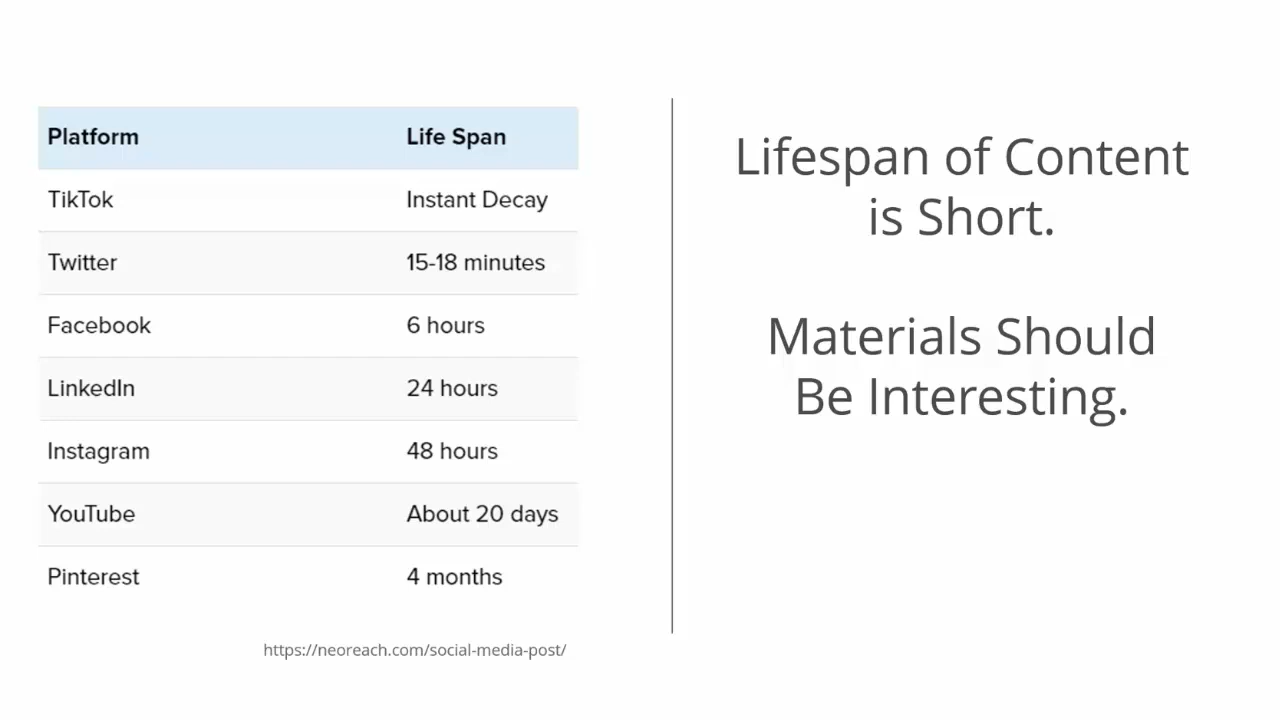 Platform Life Span
TikTok Instant Decay
Twitter 15-18 minutes
Facebook 6 hours
LinkedIn 24 hours
Instagram 48 hours
YouTube About 20 days
Pinterest 4 months
https://neoreach.com/social-media-post/
Lifespan of Content
is Short.
Materials Should
Be Interesting.